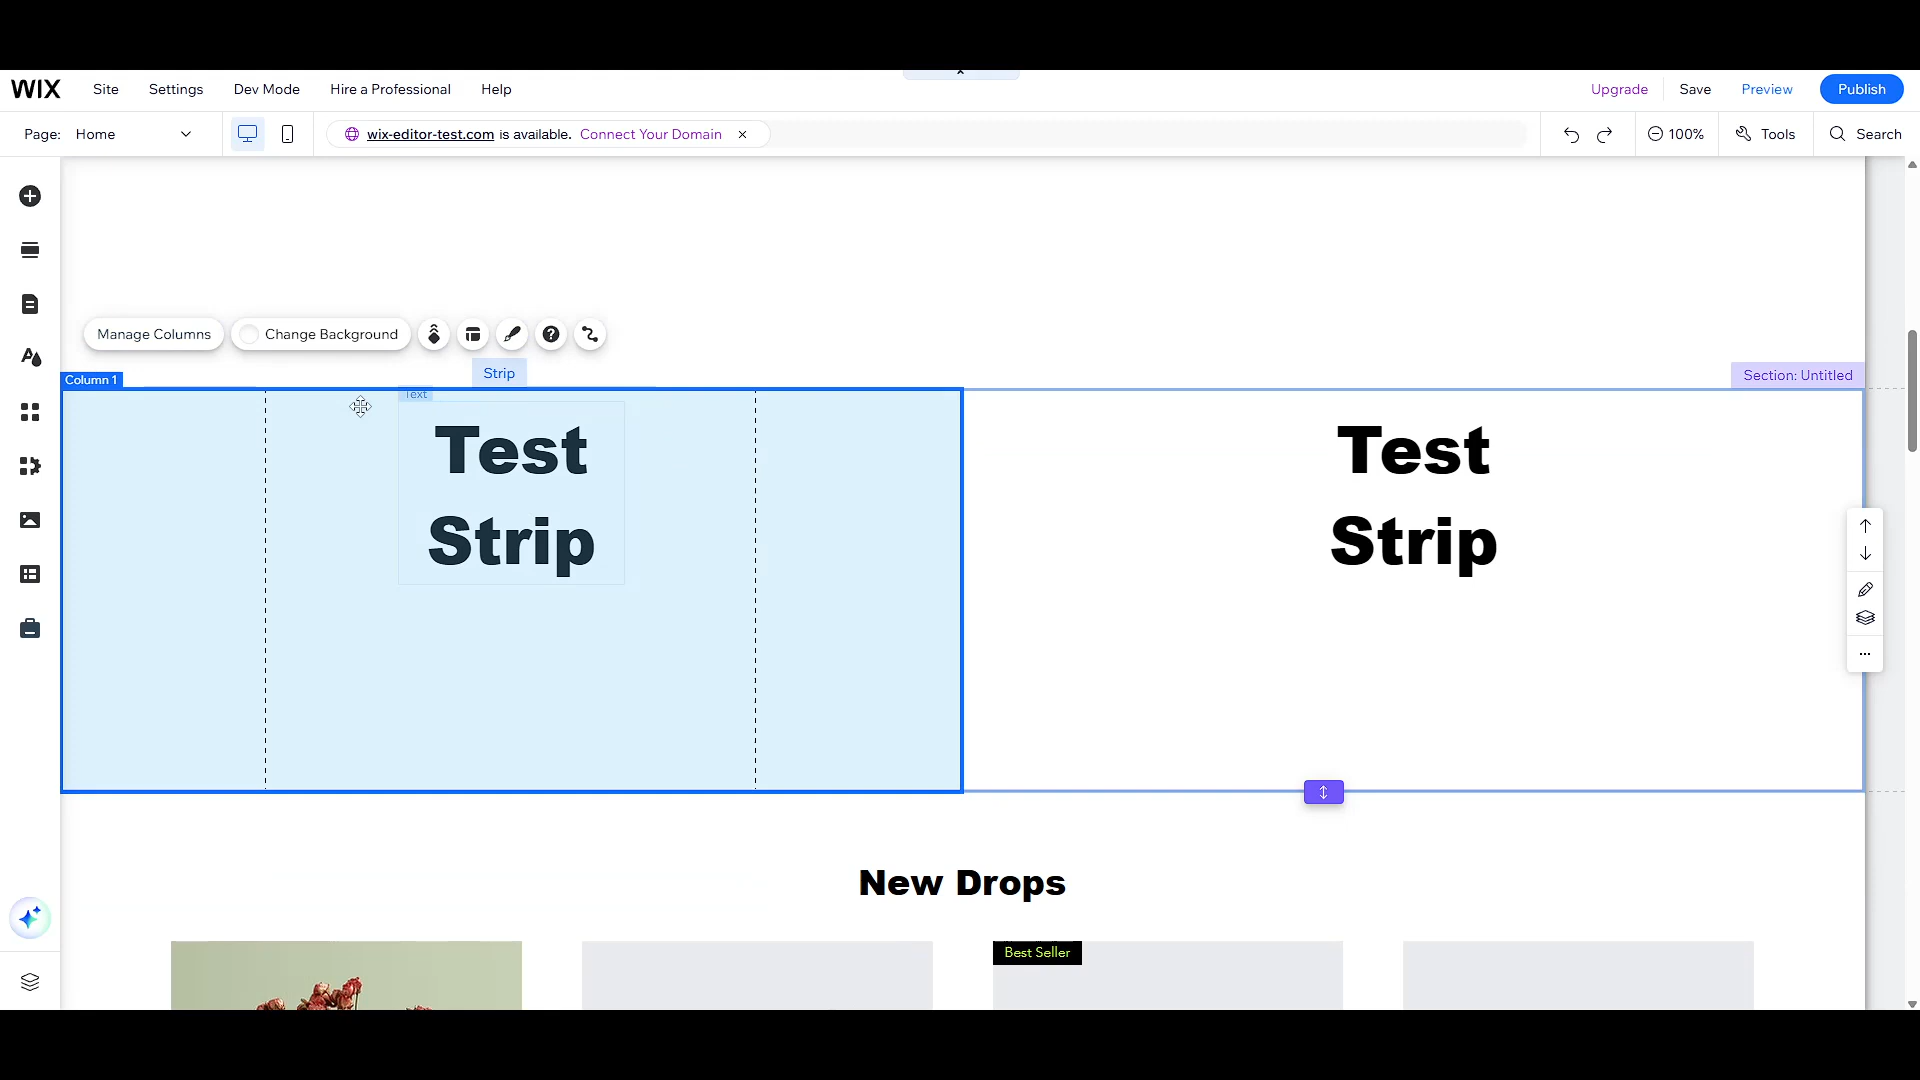 WIX Site Settings Dev Mode Hire a Professional Help Upgrade Save Preview Publish
Page: Home wix-editor-test.com is available. Connect Your Domain 100% Tools Search
Manage Columns Change Background
Strip
Section: Untitled
Column 1
Text
Test
Strip
Test
Strip
New Drops
Best Seller